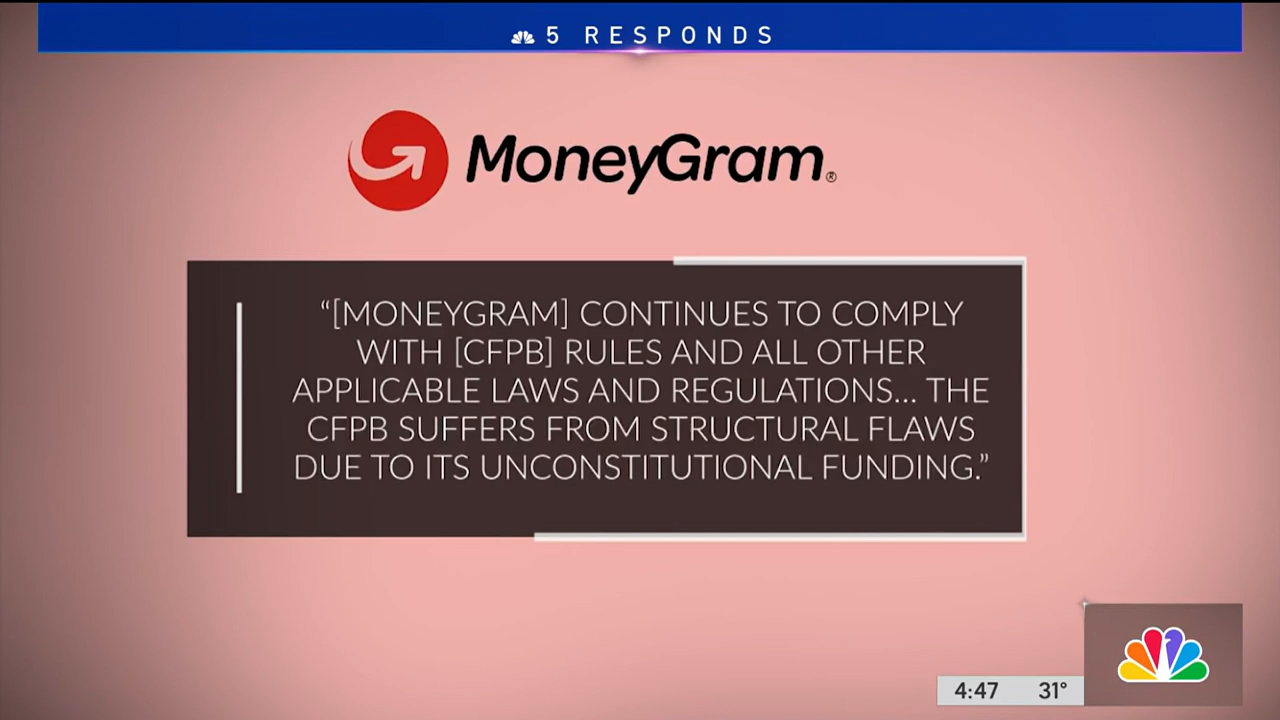 5 RESPONDS
MoneyGram®
“[MONEYGRAM] CONTINUES TO COMPLY
WITH [CFPB] RULES AND ALL OTHER
APPLICABLE LAWS AND REGULATIONS... THE
CFPB SUFFERS FROM STRUCTURAL FLAWS
DUE TO ITS UNCONSTITUTIONAL FUNDING.”
4:47 31°